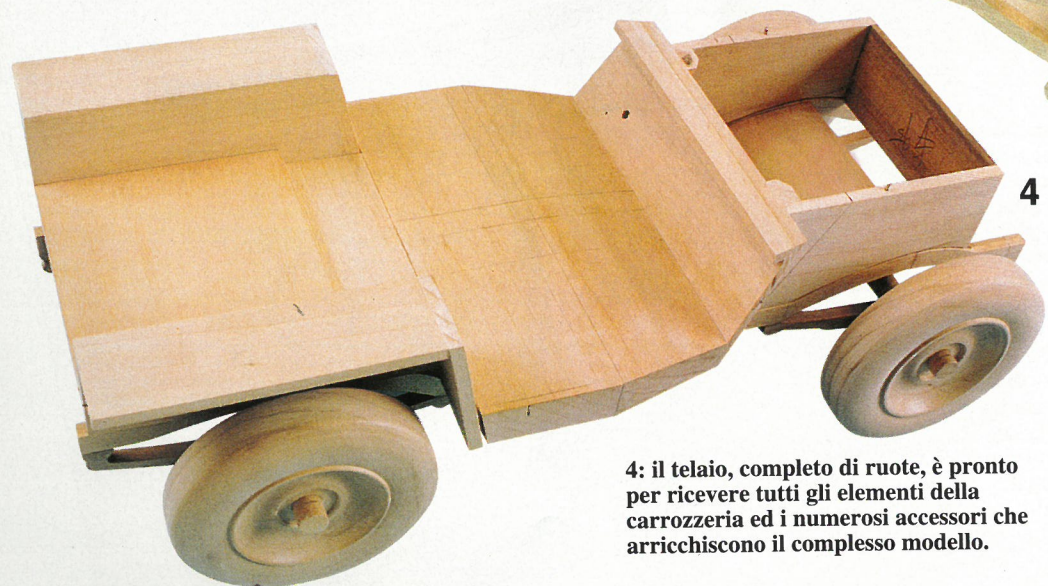 4
4: il telaio, completo di ruote, è pronto
per ricevere tutti gli elementi della
carrozzeria ed i numerosi accessori che
arricchiscono il complesso modello.